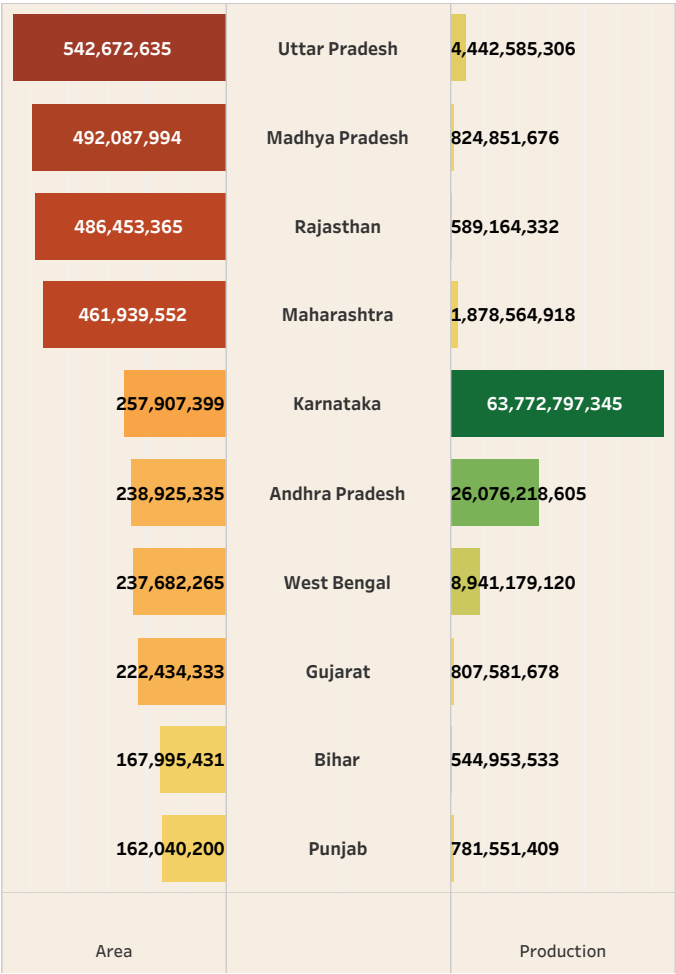 542,672,635 Uttar Pradesh 4,442,585,306
492,087,994 Madhya Pradesh 824,851,676
486,453,365 Rajasthan 589,164,332
461,939,552 Maharashtra 1,878,564,918
257,907,399 Karnataka 63,772,797,345
238,925,335 Andhra Pradesh 26,076,218,605
237,682,265 West Bengal 8,941,179,120
222,434,333 Gujarat 807,581,678
167,995,431 Bihar 544,953,533
162,040,200 Punjab 781,551,409
Area Production